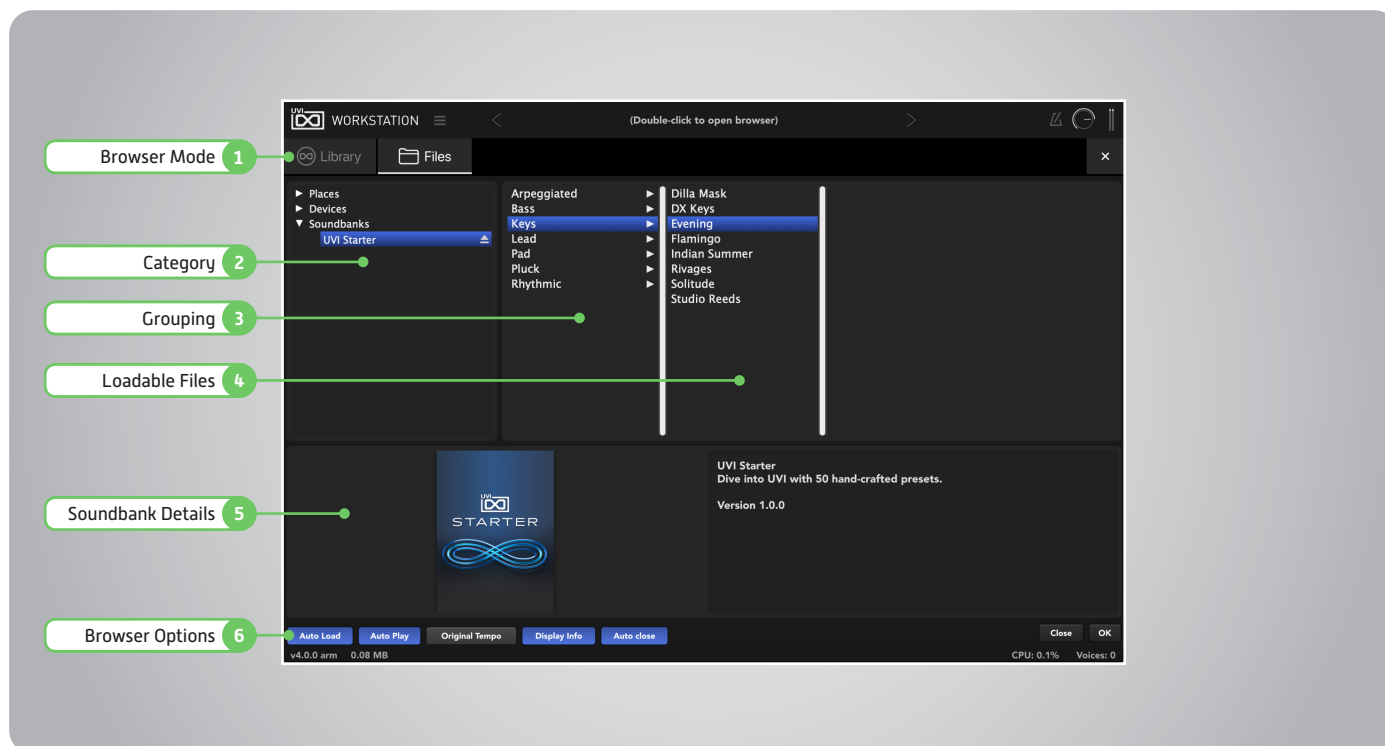 UVI WORKSTATION
(Double-click to open browser)
Browser Mode 1
Library
Files
Places
Devices
Soundbanks
UVI Starter
Arpeggiated
Bass
Keys
Lead
Pad
Pluck
Rhythmic
Dilla Mask
DX Keys
Evening
Flamingo
Indian Summer
Rivages
Solitude
Studio Reeds
Category 2
Grouping 3
Loadable Files 4
Soundbank Details 5
UVI
STARTER
UVI Starter
Dive into UVI with 50 hand-crafted presets.
Version 1.0.0
Browser Options 6
Auto Load
Auto Play
Original Tempo
Display Info
Auto close
Close
OK
v4.0.0 arm 0.08 MB
CPU: 0.1% Voices: 0